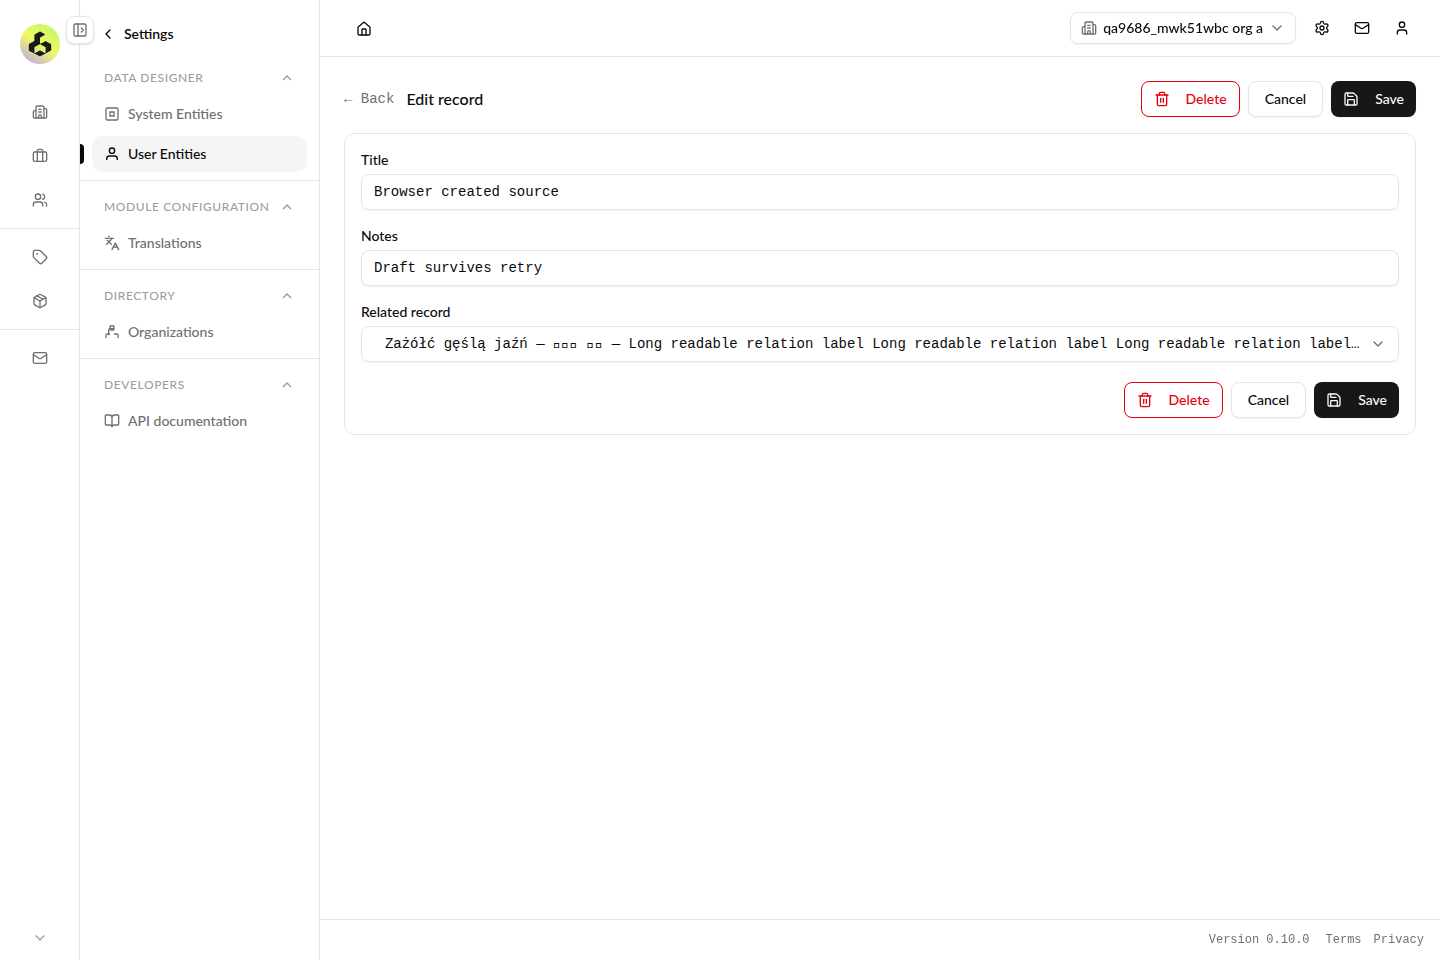 Settings
DATA DESIGNER
System Entities
User Entities
MODULE CONFIGURATION
Translations
DIRECTORY
Organizations
DEVELOPERS
API documentation
qa9686_mwk51wbc org a
← Back Edit record
Delete Cancel Save
Title
Browser created source
Notes
Draft survives retry
Related record
Zażółć gęślą jaźń — — Long readable relation label Long readable relation label Long readable relation label…
Delete Cancel Save
Version 0.10.0 Terms Privacy